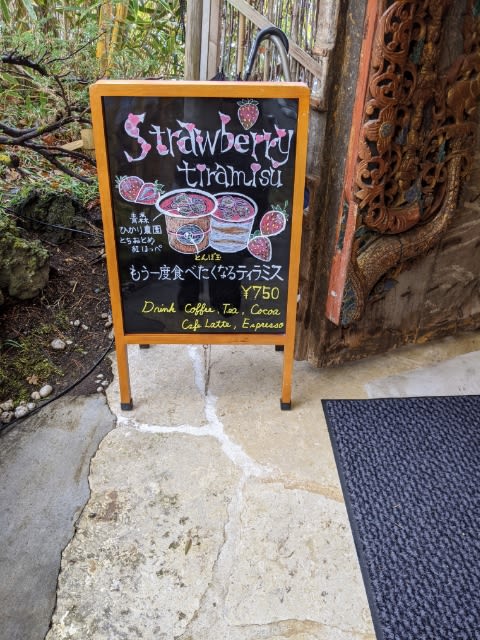 Strawberry
tiramisu
青森
ひかり農園
とちおとめ
紅ほっぺ
とんぼ玉
もう一度食べたくなるティラミス
¥750
Drink Coffee, Tea, Cocoa
Cafe Latte, Espresso